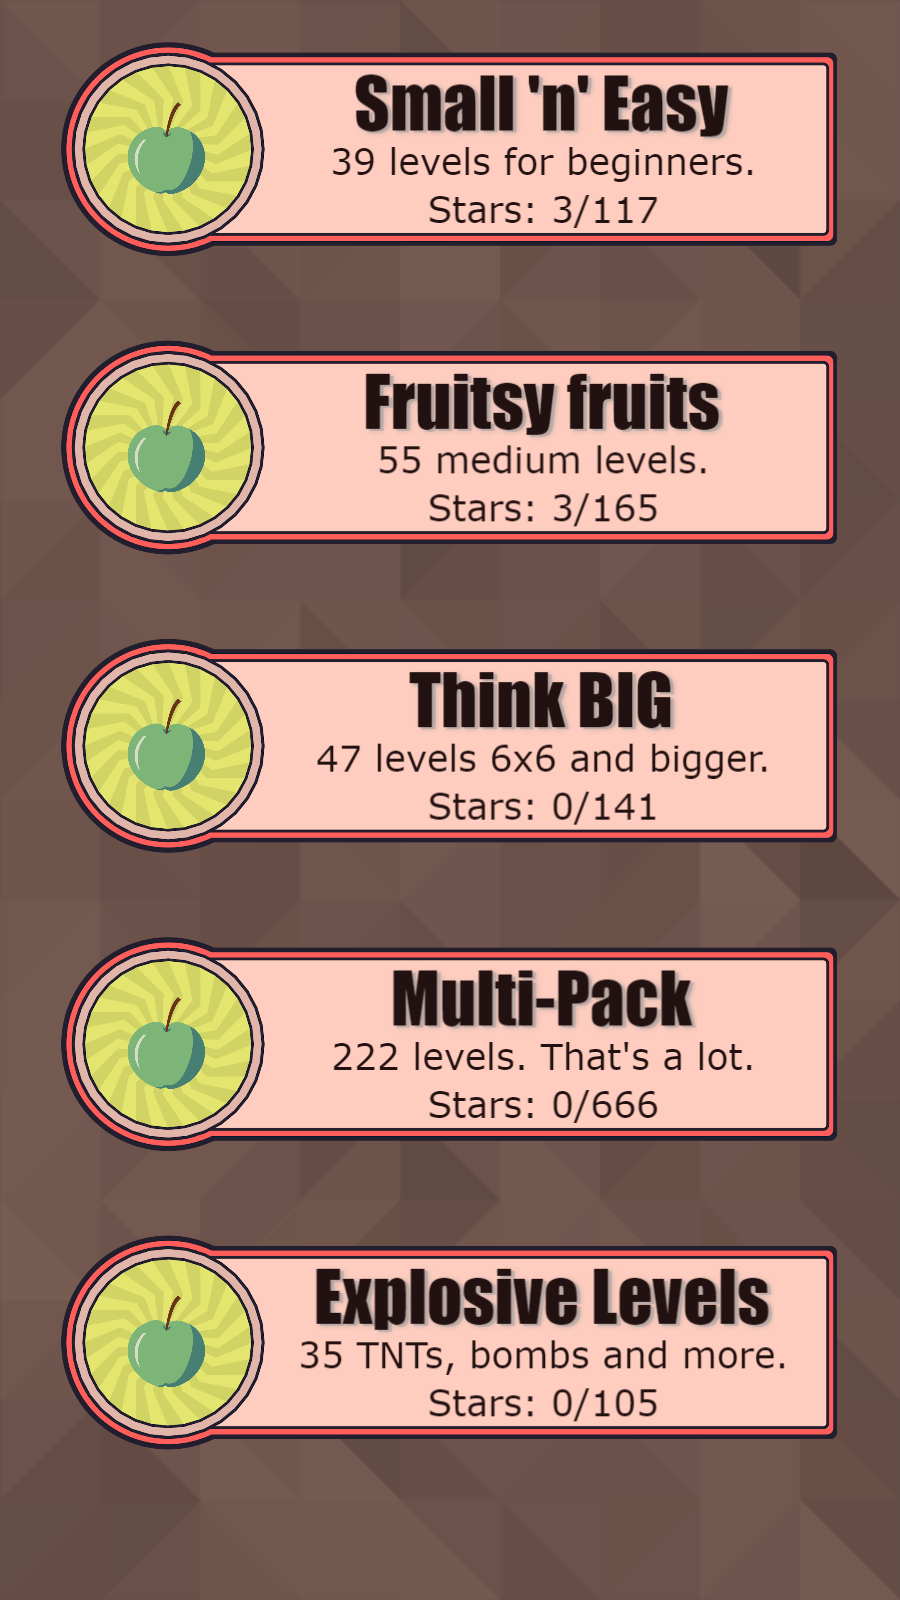 Small 'n' Easy
39 levels for beginners.
Stars: 3/117
Fruitsy fruits
55 medium levels.
Stars: 3/165
Think BIG
47 levels 6x6 and bigger.
Stars: 0/141
Multi-Pack
222 levels. That's a lot.
Stars: 0/666
Explosive Levels
35 TNTs, bombs and more.
Stars: 0/105